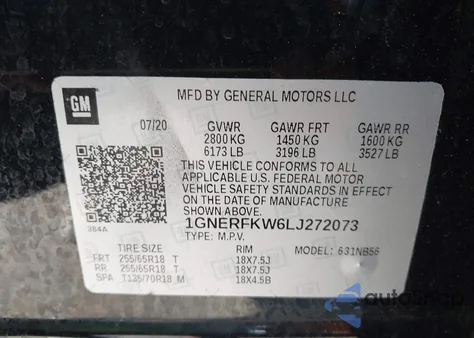 GM
MFD BY GENERAL MOTORS LLC
07/20 GVWR GAWR FRT GAWR RR
2800 KG 1450 KG 1600 KG
6173 LB 3196 LB 3527 LB
THIS VEHICLE CONFORMS TO ALL
APPLICABLE U.S. FEDERAL MOTOR
VEHICLE SAFETY STANDARDS IN EFFECT
ON THE DATE OF MANUFACTURE SHOWN ABOVE.
384A
1GNERFKW6LJ272073
TYPE: M.P.V. MODEL: 631NB56
TIRE SIZE RIM
FRT 255/65R18 T 18X7.5J
RR 255/65R18 T 18X7.5J
SPA T135/70R18 M 18X4.5B
autosnap